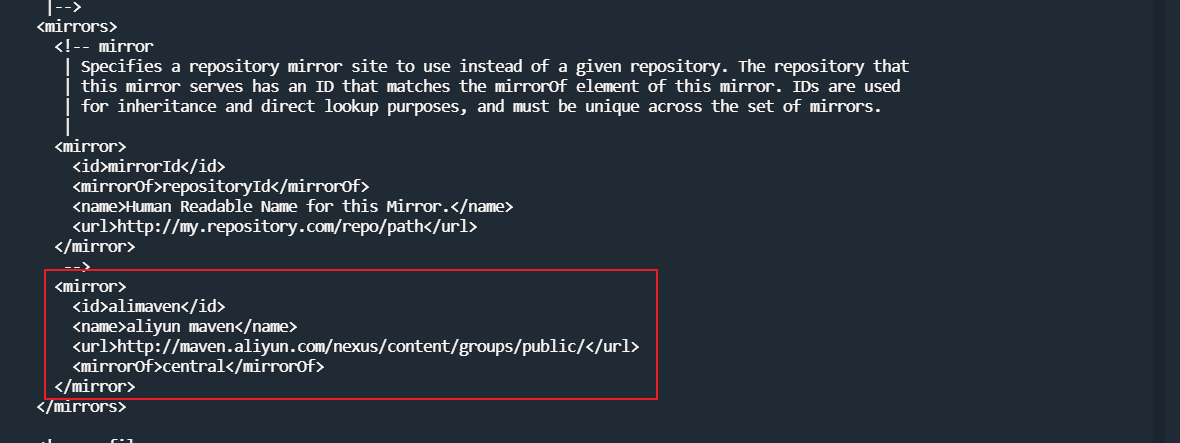 |-->
<mirrors>
<!-- mirror
| Specifies a repository mirror site to use instead of a given repository. The repository that
| this mirror serves has an ID that matches the mirrorOf element of this mirror. IDs are used
| for inheritance and direct lookup purposes, and must be unique across the set of mirrors.
|
<mirror>
<id>mirrorId</id>
<mirrorOf>repositoryId</mirrorOf>
<name>Human Readable Name for this Mirror.</name>
<url>http://my.repository.com/repo/path</url>
</mirror>
-->
<mirror>
<id>alimaven</id>
<name>aliyun maven</name>
<url>http://maven.aliyun.com/nexus/content/groups/public/</url>
<mirrorOf>central</mirrorOf>
</mirror>
</mirrors>